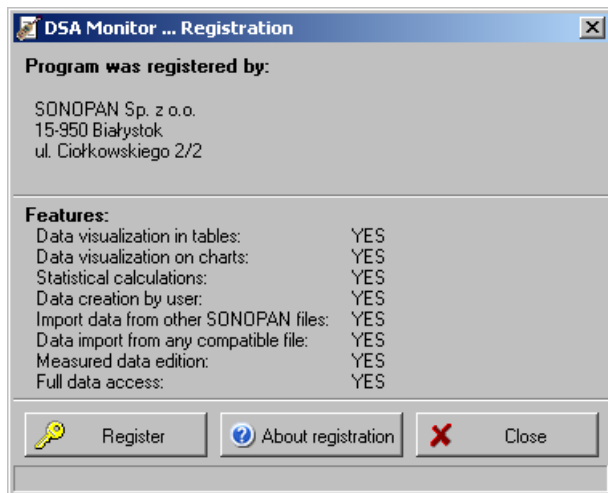 DSA Monitor ... Registration
Program was registered by:
SONOPAN Sp. z o.o.
15-950 Białystok
ul. Ciołkowskiego 2/2
Features:
Data visualization in tables: YES
Data visualization on charts: YES
Statistical calculations: YES
Data creation by user: YES
Import data from other SONOPAN files: YES
Data import from any compatible file: YES
Measured data edition: YES
Full data access: YES
Register About registration Close